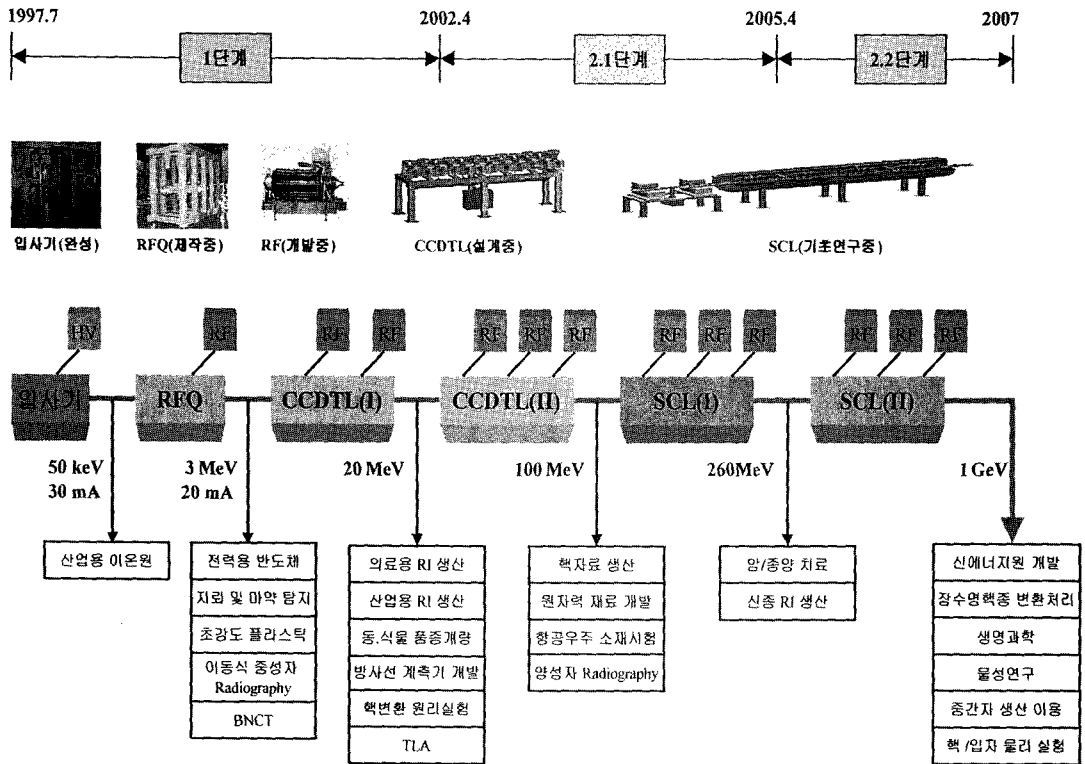 1997.7
2002.4
2005.4
2007
1단계
2.1단계
2.2단계
입사기(완성)
RFQ(제작중)
RF(개발중)
CCDTL(설계중)
SCL(기초연구중)
HV
RF
RF
RF
RF
RF
RF
RF
RF
RF
RF
RF
RF
입사기
RFQ
CCDTL(I)
CCDTL(II)
SCL(I)
SCL(II)
50 keV
30 mA
3 MeV
20 mA
20 MeV
100 MeV
260MeV
1 GeV
산업용 이온원
전력용 반도체
지뢰 및 마약 탐지
초강도 플라스틱
이동식 중성자
Radiography
BNCT
의료용 RI 생산
산업용 RI 생산
동.식물 품종개량
방사선 계측기 개발
핵변환 원리실험
TLA
핵자료 생산
원자력 재료 개발
항공우주 소재시험
양성자 Radiography
암/종양 치료
신종 RI 생산
신에너지원 개발
장수명핵종 변환처리
생명과학
물성연구
중간자 생산 이용
핵 /입자 물리 실험